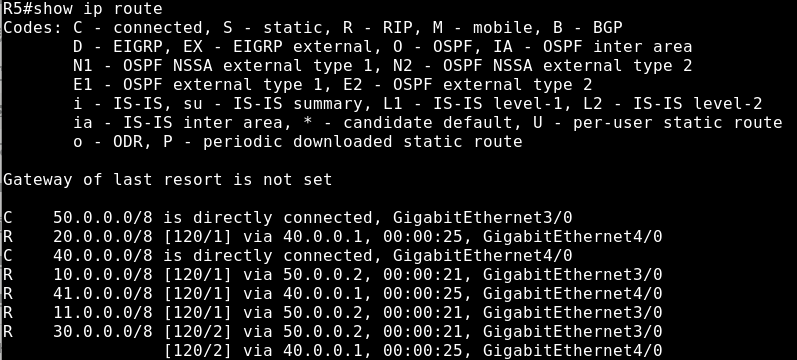 R5#show ip route
Codes: C - connected, S - static, R - RIP, M - mobile, B - BGP
       D - EIGRP, EX - EIGRP external, O - OSPF, IA - OSPF inter area
       N1 - OSPF NSSA external type 1, N2 - OSPF NSSA external type 2
       E1 - OSPF external type 1, E2 - OSPF external type 2
       i - IS-IS, su - IS-IS summary, L1 - IS-IS level-1, L2 - IS-IS level-2
       ia - IS-IS inter area, * - candidate default, U - per-user static route
       o - ODR, P - periodic downloaded static route

Gateway of last resort is not set

C    50.0.0.0/8 is directly connected, GigabitEthernet3/0
R    20.0.0.0/8 [120/1] via 40.0.0.1, 00:00:25, GigabitEthernet4/0
C    40.0.0.0/8 is directly connected, GigabitEthernet4/0
R    10.0.0.0/8 [120/1] via 50.0.0.2, 00:00:21, GigabitEthernet3/0
R    41.0.0.0/8 [120/1] via 40.0.0.1, 00:00:25, GigabitEthernet4/0
R    11.0.0.0/8 [120/1] via 50.0.0.2, 00:00:21, GigabitEthernet3/0
R    30.0.0.0/8 [120/2] via 50.0.0.2, 00:00:21, GigabitEthernet3/0
                [120/2] via 40.0.0.1, 00:00:25, GigabitEthernet4/0